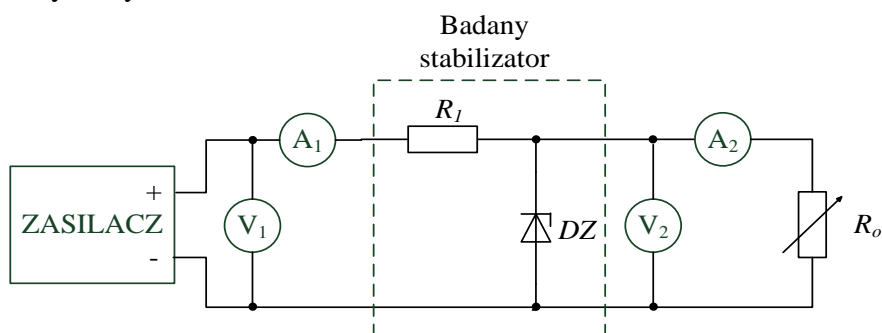 Badany
stabilizator
R1
A1
A2
+
ZASILACZ
-
V1
DZ
V2
Ro